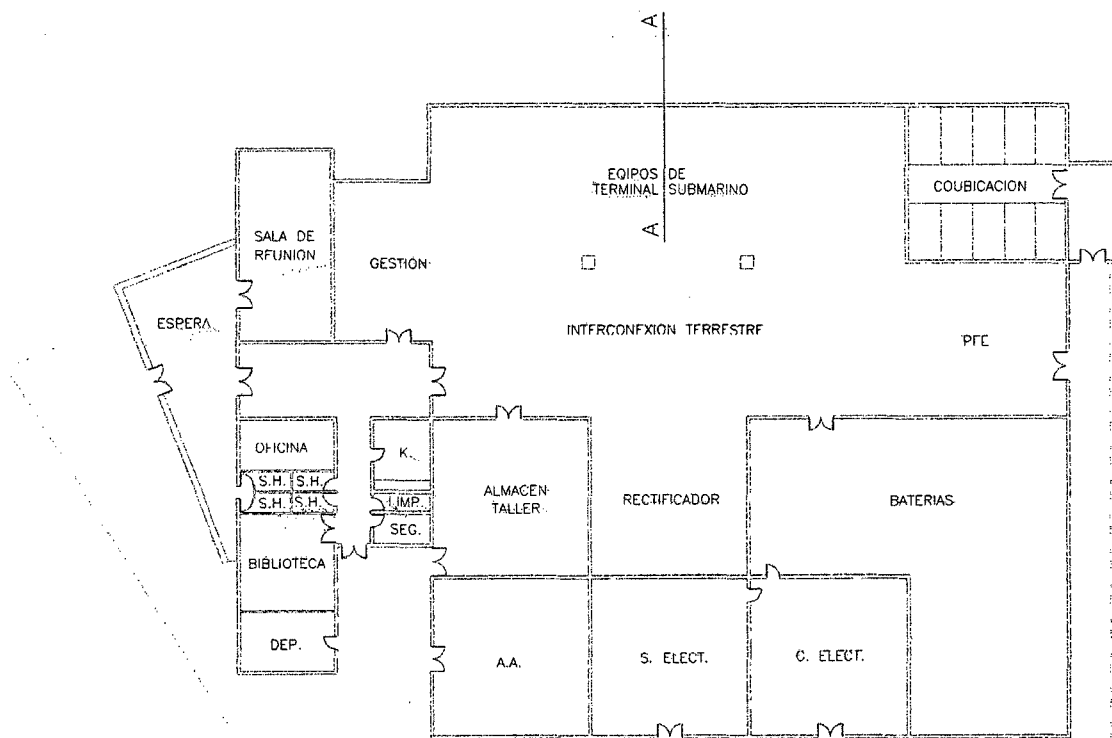 A
EQIPOS DE
TERMINAL SUBMARINO
COUBICACION
A
SALA DE
REUNION
GESTION
ESPERA
INTERCONEXION TERRESTRE
PFE
OFICINA
K.
S.H. S.H.
S.H. S.H.
LIMP.
SEG.
ALMACEN
TALLER
RECTIFICADOR
BATERIAS
BIBLIOTECA
DEP.
A.A.
S. ELECT.
C. ELECT.